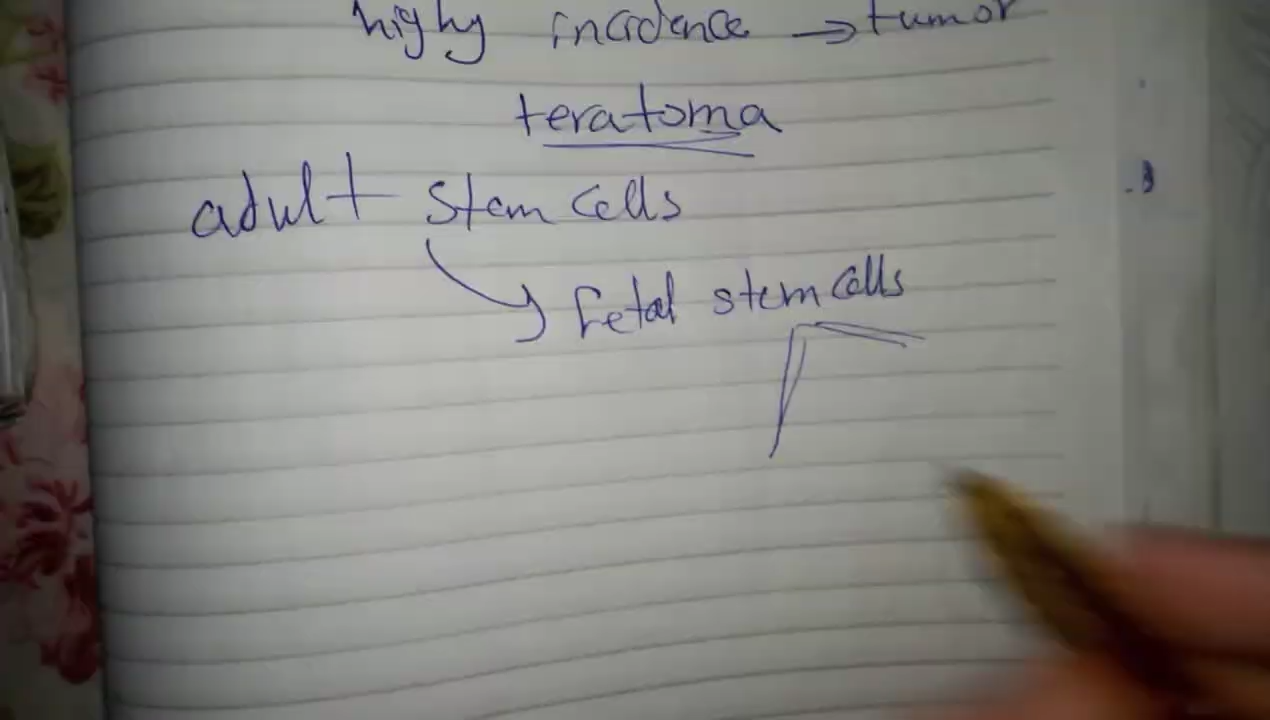 highy incidence → tumor
teratoma
adult stem cells
fetal stem cells